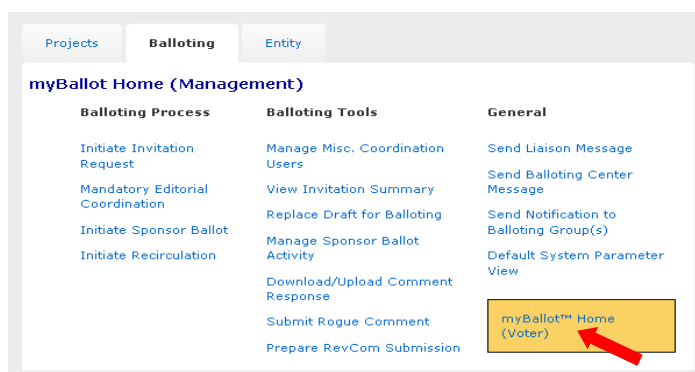 Projects
Balloting
Entity
myBallot Home (Management)
Balloting Process
Initiate Invitation
Request
Mandatory Editorial
Coordination
Initiate Sponsor Ballot
Initiate Recirculation
Balloting Tools
Manage Misc. Coordination
Users
View Invitation Summary
Replace Draft for Balloting
Manage Sponsor Ballot
Activity
Download/Upload Comment
Response
Submit Rogue Comment
Prepare RevCom Submission
General
Send Liaison Message
Send Balloting Center
Message
Send Notification to
Balloting Group(s)
Default System Parameter
View
myBallot™ Home
(Voter)